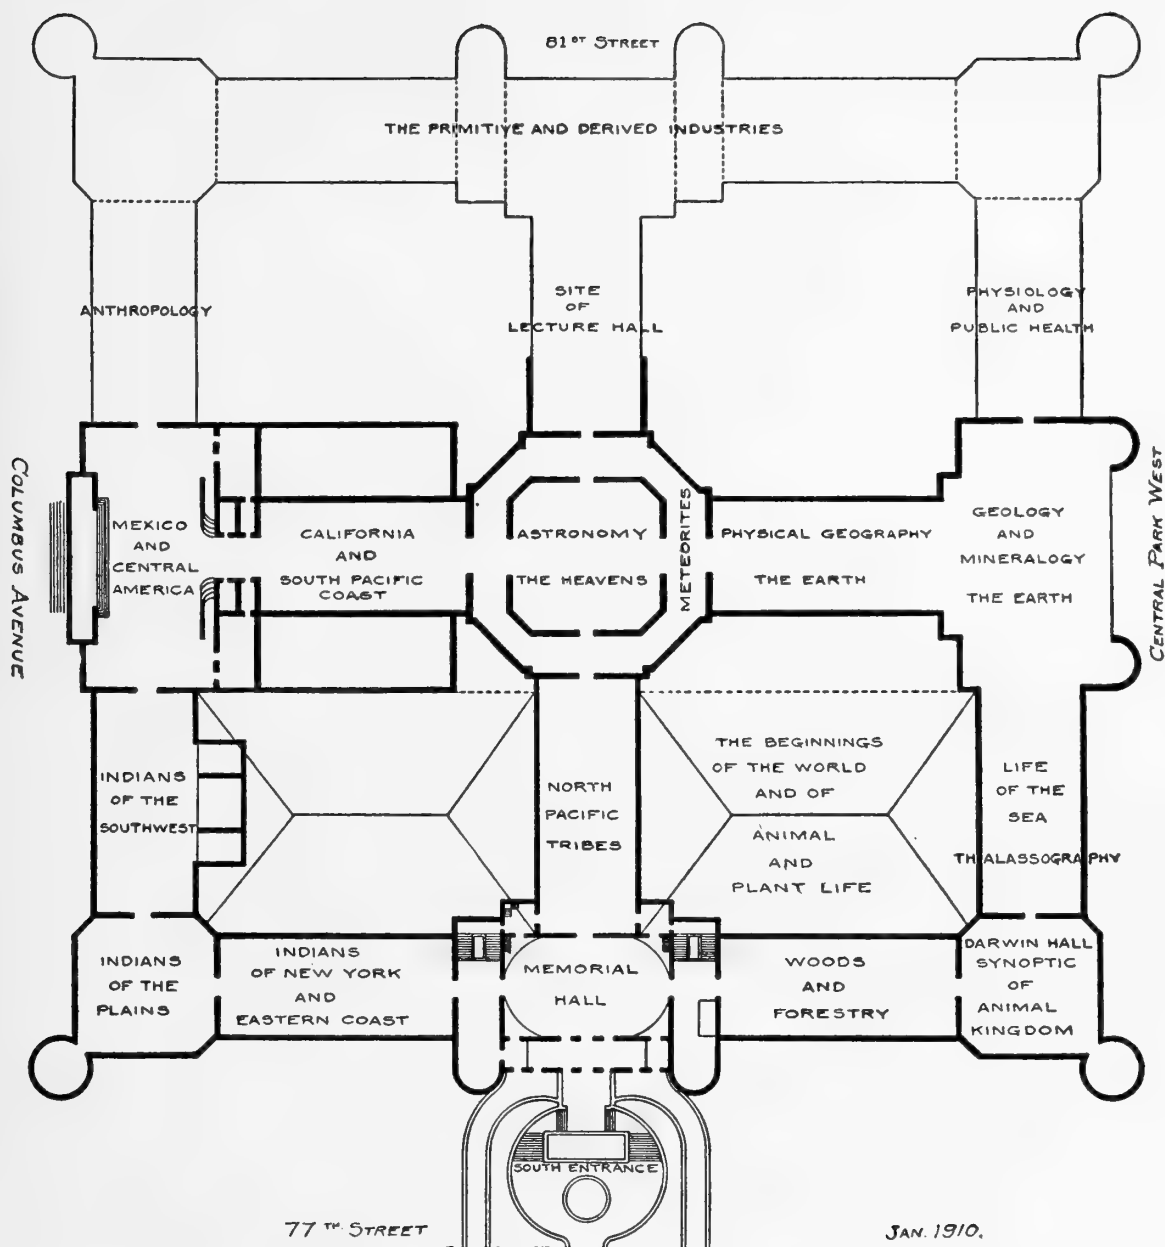 81ST STREET
THE PRIMITIVE AND DERIVED INDUSTRIES
ANTHROPOLOGY
SITE
OF
LECTURE HALL
PHYSIOLOGY
AND
PUBLIC HEALTH
COLUMBUS AVENUE
MEXICO
AND
CENTRAL
AMERICA
CALIFORNIA
AND
SOUTH PACIFIC
COAST
ASTRONOMY
THE HEAVENS
METEORITES
PHYSICAL GEOGRAPHY
THE EARTH
GEOLOGY
AND
MINERALOGY
THE EARTH
CENTRAL PARK WEST
INDIANS
OF THE
SOUTHWEST
NORTH
PACIFIC
TRIBES
THE BEGINNINGS
OF THE WORLD
AND OF
ANIMAL
AND
PLANT LIFE
LIFE
OF THE
SEA
THALASSOGRAPHY
INDIANS
OF THE
PLAINS
INDIANS
OF NEW YORK
AND
EASTERN COAST
MEMORIAL
HALL
WOODS
AND
FORESTRY
DARWIN HALL
SYNOPTIC
OF
ANIMAL
KINGDOM
SOUTH ENTRANCE
77TH STREET
JAN. 1910.